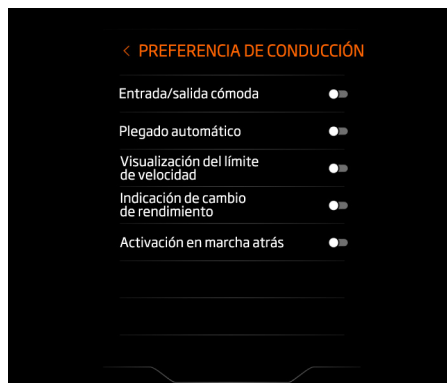 < PREFERENCIA DE CONDUCCIÓN
Entrada/salida cómoda
Plegado automático
Visualización del límite
de velocidad
Indicación de cambio
de rendimiento
Activación en marcha atrás